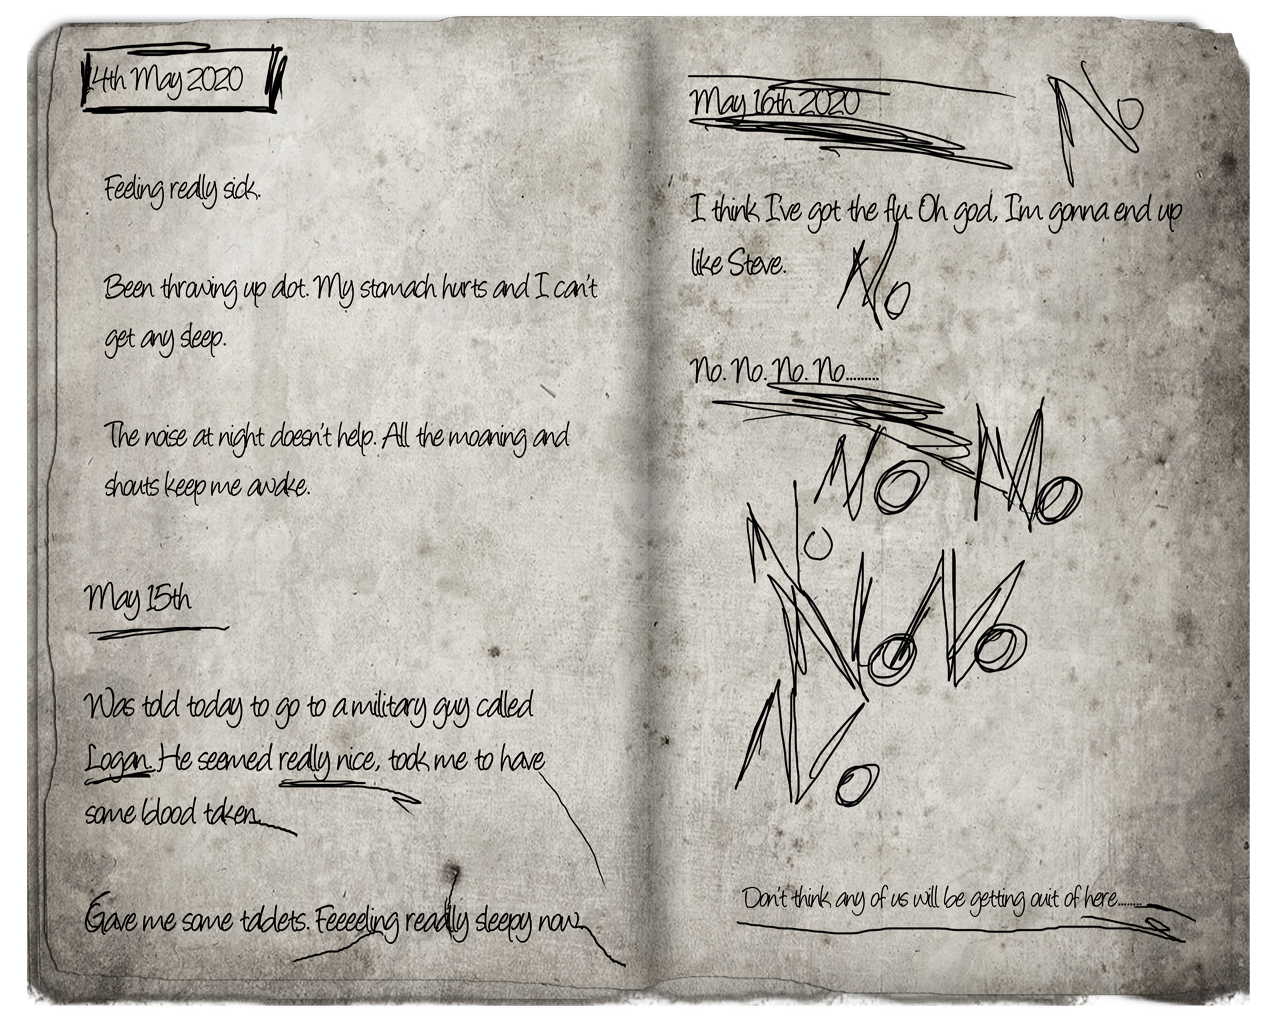 14th May 2020
Feeling really sick.
Been throwing up alot. My stomach hurts and I can't
get any sleep.
The noise at night doesn't help. All the moaning and
shouts keep me awake.
May 15th
Was told today to go to a military guy called
Logan. He seemed really nice, took me to have
some blood taken.
Gave me some tablets. Feeeeling readlly sleepy now.
May 16th 2020
No
I think I've got the flu. Oh god, I'm gonna end up
like Steve.
No
No. No. No. No.........
No No
No No
No
Don't think any of us will be getting ouit of here.......